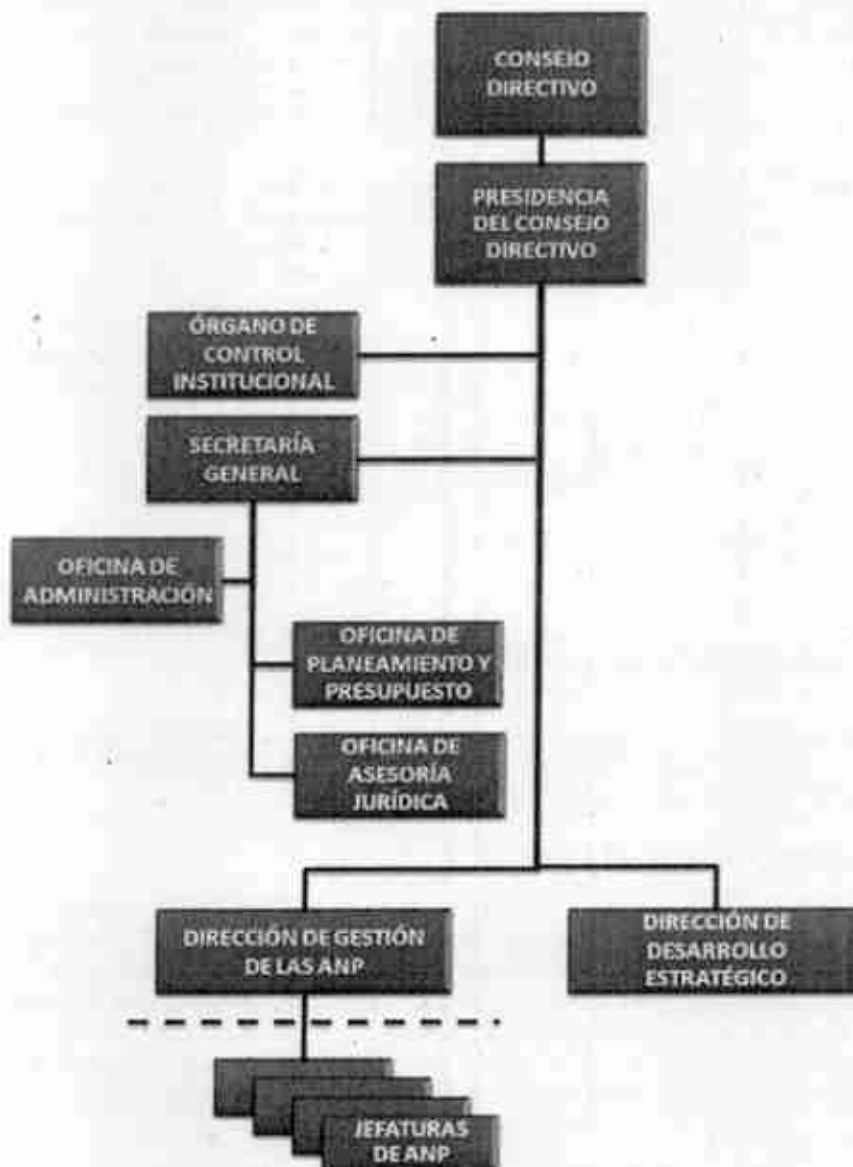 CONSEJO
DIRECTIVO
PRESIDENCIA
DEL CONSEJO
DIRECTIVO
ÓRGANO DE
CONTROL
INSTITUCIONAL
SECRETARÍA
GENERAL
OFICINA DE
ADMINISTRACIÓN
OFICINA DE
PLANEAMIENTO Y
PRESUPUESTO
OFICINA DE
ASESORÍA
JURÍDICA
DIRECCIÓN DE GESTIÓN
DE LAS ANP
DIRECCIÓN DE
DESARROLLO
ESTRATÉGICO
JEFATURAS
DE ANP